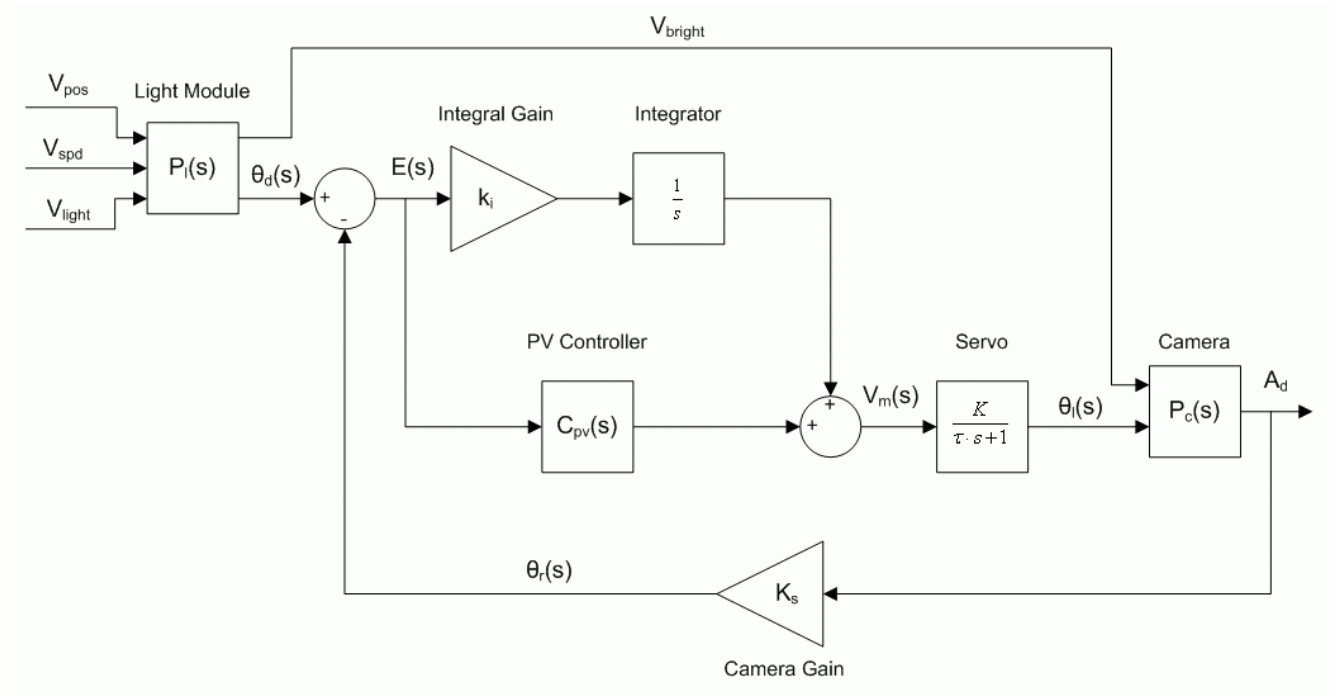 V_bright
V_pos
Light Module
V_spd
P_l(s)
θ_d(s)
V_light
+
-
E(s)
Integral Gain
k_i
Integrator
1
s
PV Controller
C_pv(s)
+
+
V_m(s)
Servo
K
τ·s+1
θ_l(s)
Camera
P_c(s)
A_d
θ_r(s)
K_s
Camera Gain